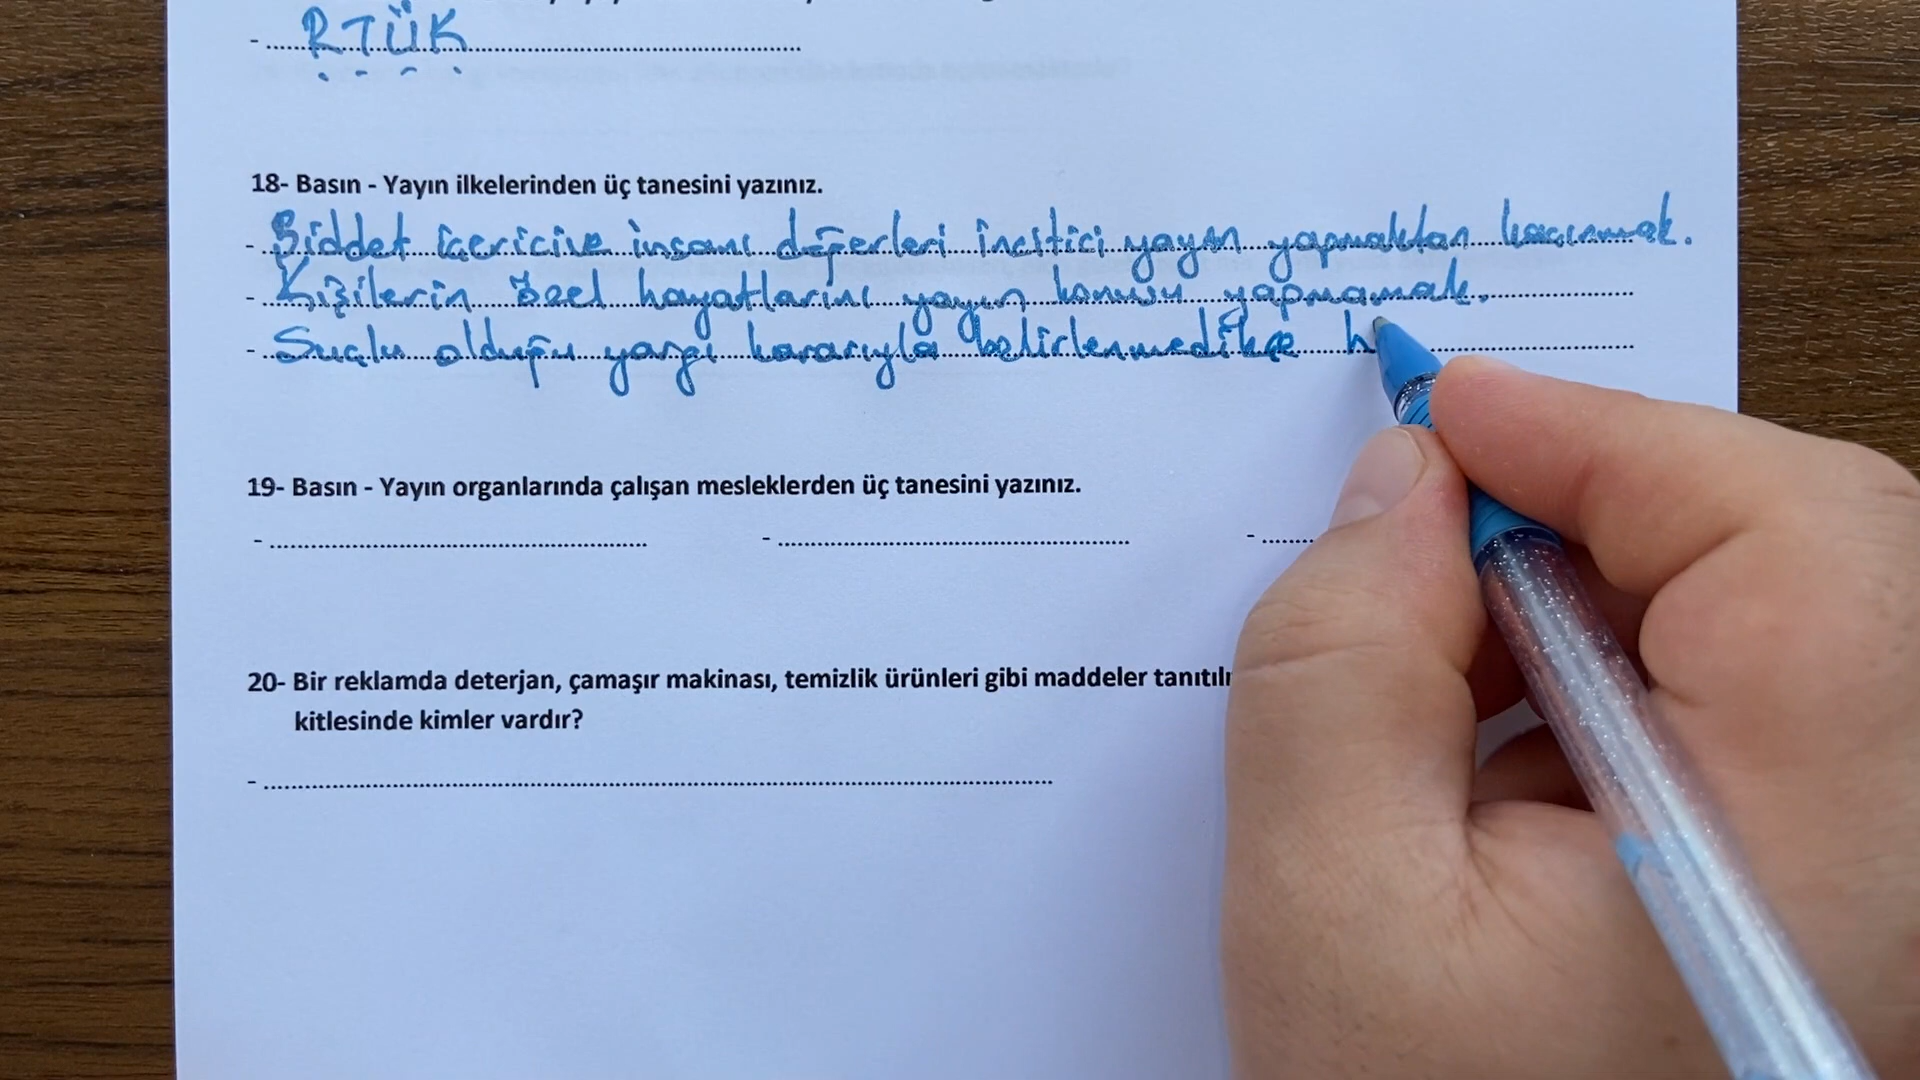 - RTÜK
18- Basın - Yayın ilkelerinden üç tanesini yazınız.
- Şiddet içerici ve insani değerleri incitici yayın yapmaktan kaçınmak.
- Kişilerin özel hayatlarını yayın konusu yapmamak.
- Suçlu olduğu yargı kararıyla belirlenmedikçe
19- Basın - Yayın organlarında çalışan mesleklerden üç tanesini yazınız.
- - -
20- Bir reklamda deterjan, çamaşır makinası, temizlik ürünleri gibi maddeler
kitlesinde kimler vardır?
-